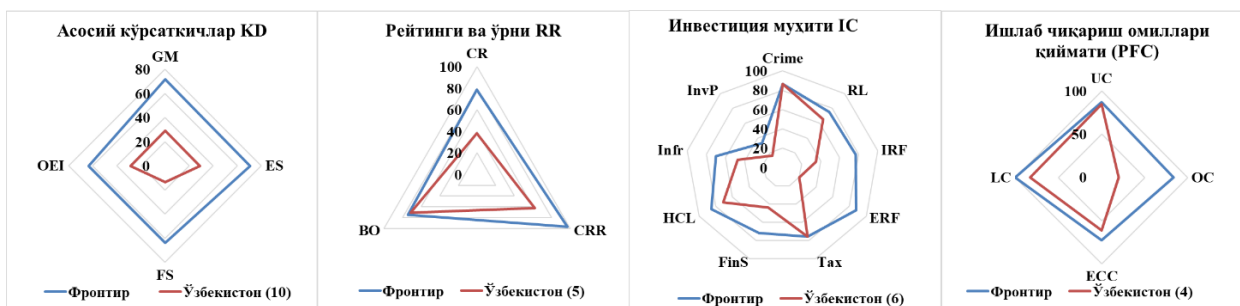 Асосий кўрсаткичлар KD
GM
80
60
40
20
0
OEI
ES
FS
Фронтир
Ўзбекистон (10)
Рейтинги ва ўрни RR
CR
100
80
60
40
20
0
BO
CRR
Фронтир
Ўзбекистон (5)
Инвестиция муҳити IC
Crime
100
80
60
40
20
0
InvP
RL
Infr
IRF
HCL
ERF
FinS
Tax
Фронтир
Ўзбекистон (6)
Ишлаб чиқариш омиллари
қиймати (PFC)
UC
100
50
0
LC
OC
ECC
Фронтир
Ўзбекистон (4)